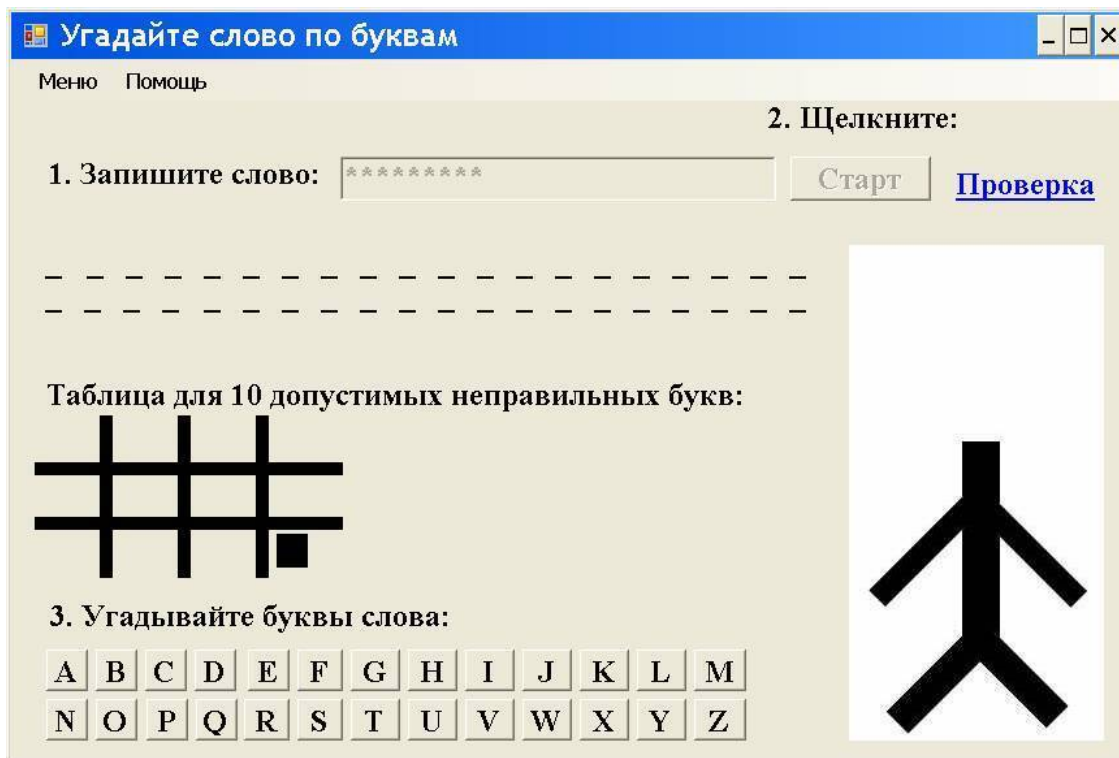 Угадайте слово по буквам
Меню Помощь
2. Щелкните:
1. Запишите слово: ********* Старт Проверка
_ _ _ _ _ _ _ _ _ _ _ _ _ _ _ _ _ _ _ _
_ _ _ _ _ _ _ _ _ _ _ _ _ _ _ _ _ _ _ _
Таблица для 10 допустимых неправильных букв:
3. Угадывайте буквы слова:
A B C D E F G H I J K L M
N O P Q R S T U V W X Y Z